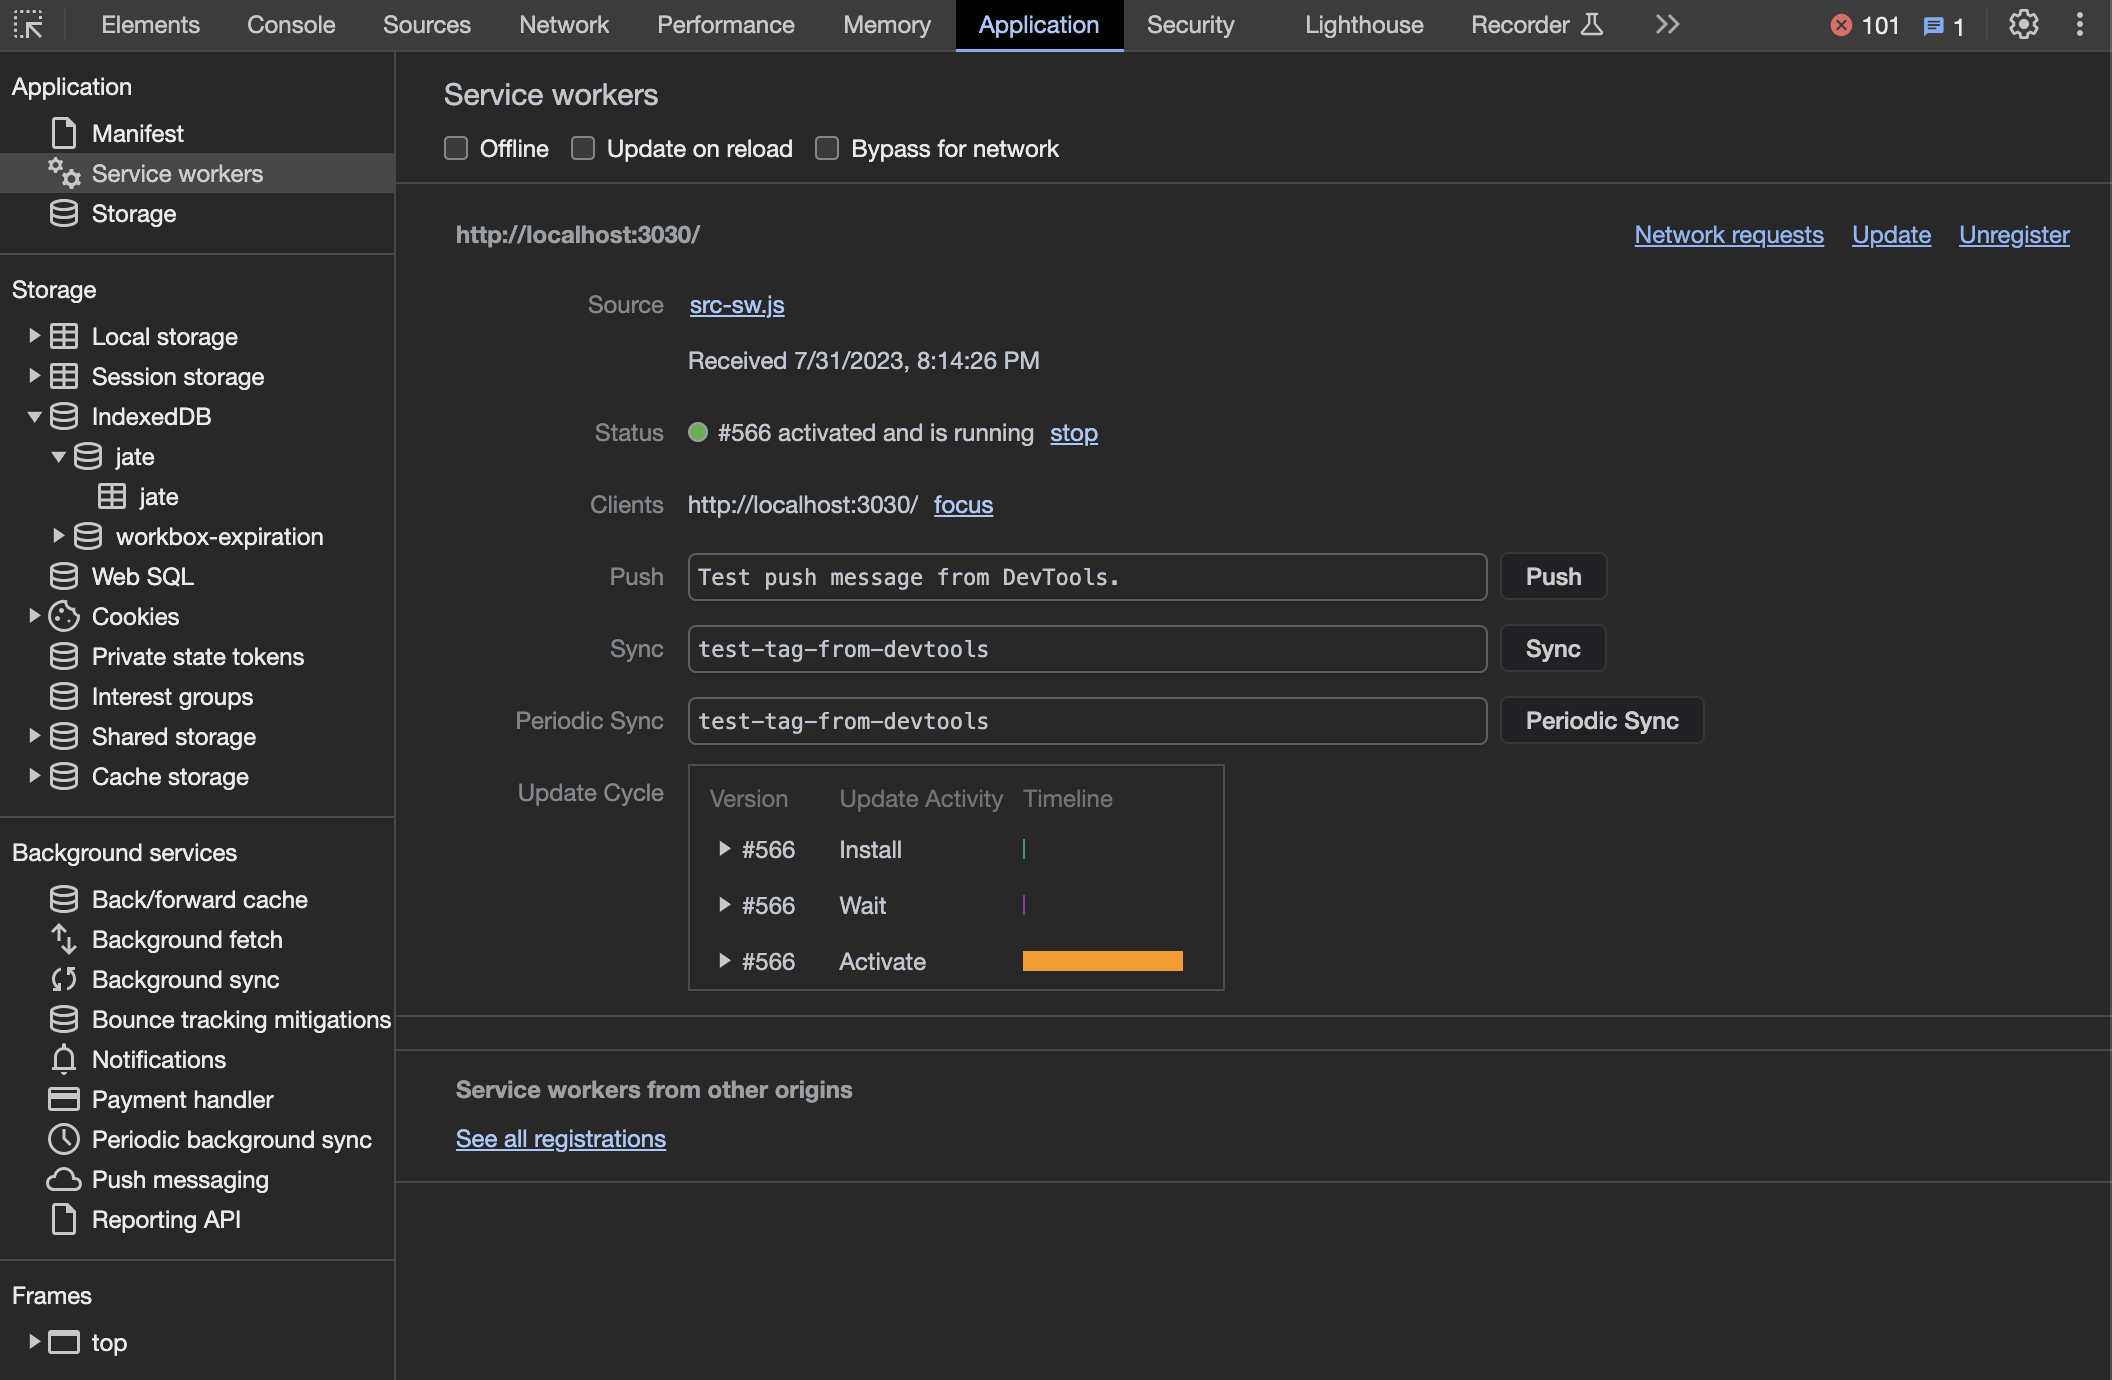 Elements Console Sources Network Performance Memory Application Security Lighthouse Recorder 101 1
Application
Manifest
Service workers
Storage
Storage
Local storage
Session storage
IndexedDB
jate
jate
workbox-expiration
Web SQL
Cookies
Private state tokens
Interest groups
Shared storage
Cache storage
Background services
Back/forward cache
Background fetch
Background sync
Bounce tracking mitigations
Notifications
Payment handler
Periodic background sync
Push messaging
Reporting API
Frames
top
Service workers
Offline Update on reload Bypass for network
http://localhost:3030/ Network requests Update Unregister
Source src-sw.js
Received 7/31/2023, 8:14:26 PM
Status #566 activated and is running stop
Clients http://localhost:3030/ focus
Push Test push message from DevTools. Push
Sync test-tag-from-devtools Sync
Periodic Sync test-tag-from-devtools Periodic Sync
Update Cycle Version Update Activity Timeline
#566 Install
#566 Wait
#566 Activate
Service workers from other origins
See all registrations